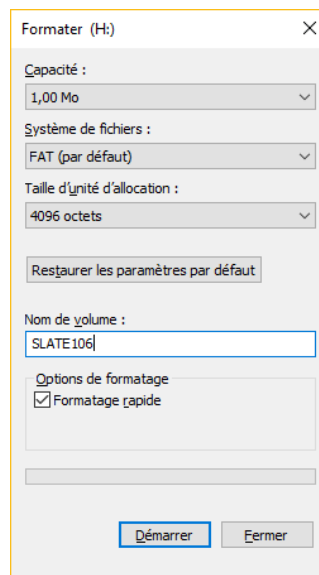 Formater (H:)
Capacité :
1,00 Mo
Système de fichiers :
FAT (par défaut)
Taille d'unité d'allocation :
4096 octets
Restaurer les paramètres par défaut
Nom de volume :
SLATE106
Options de formatage
Formatage rapide
Démarrer Fermer